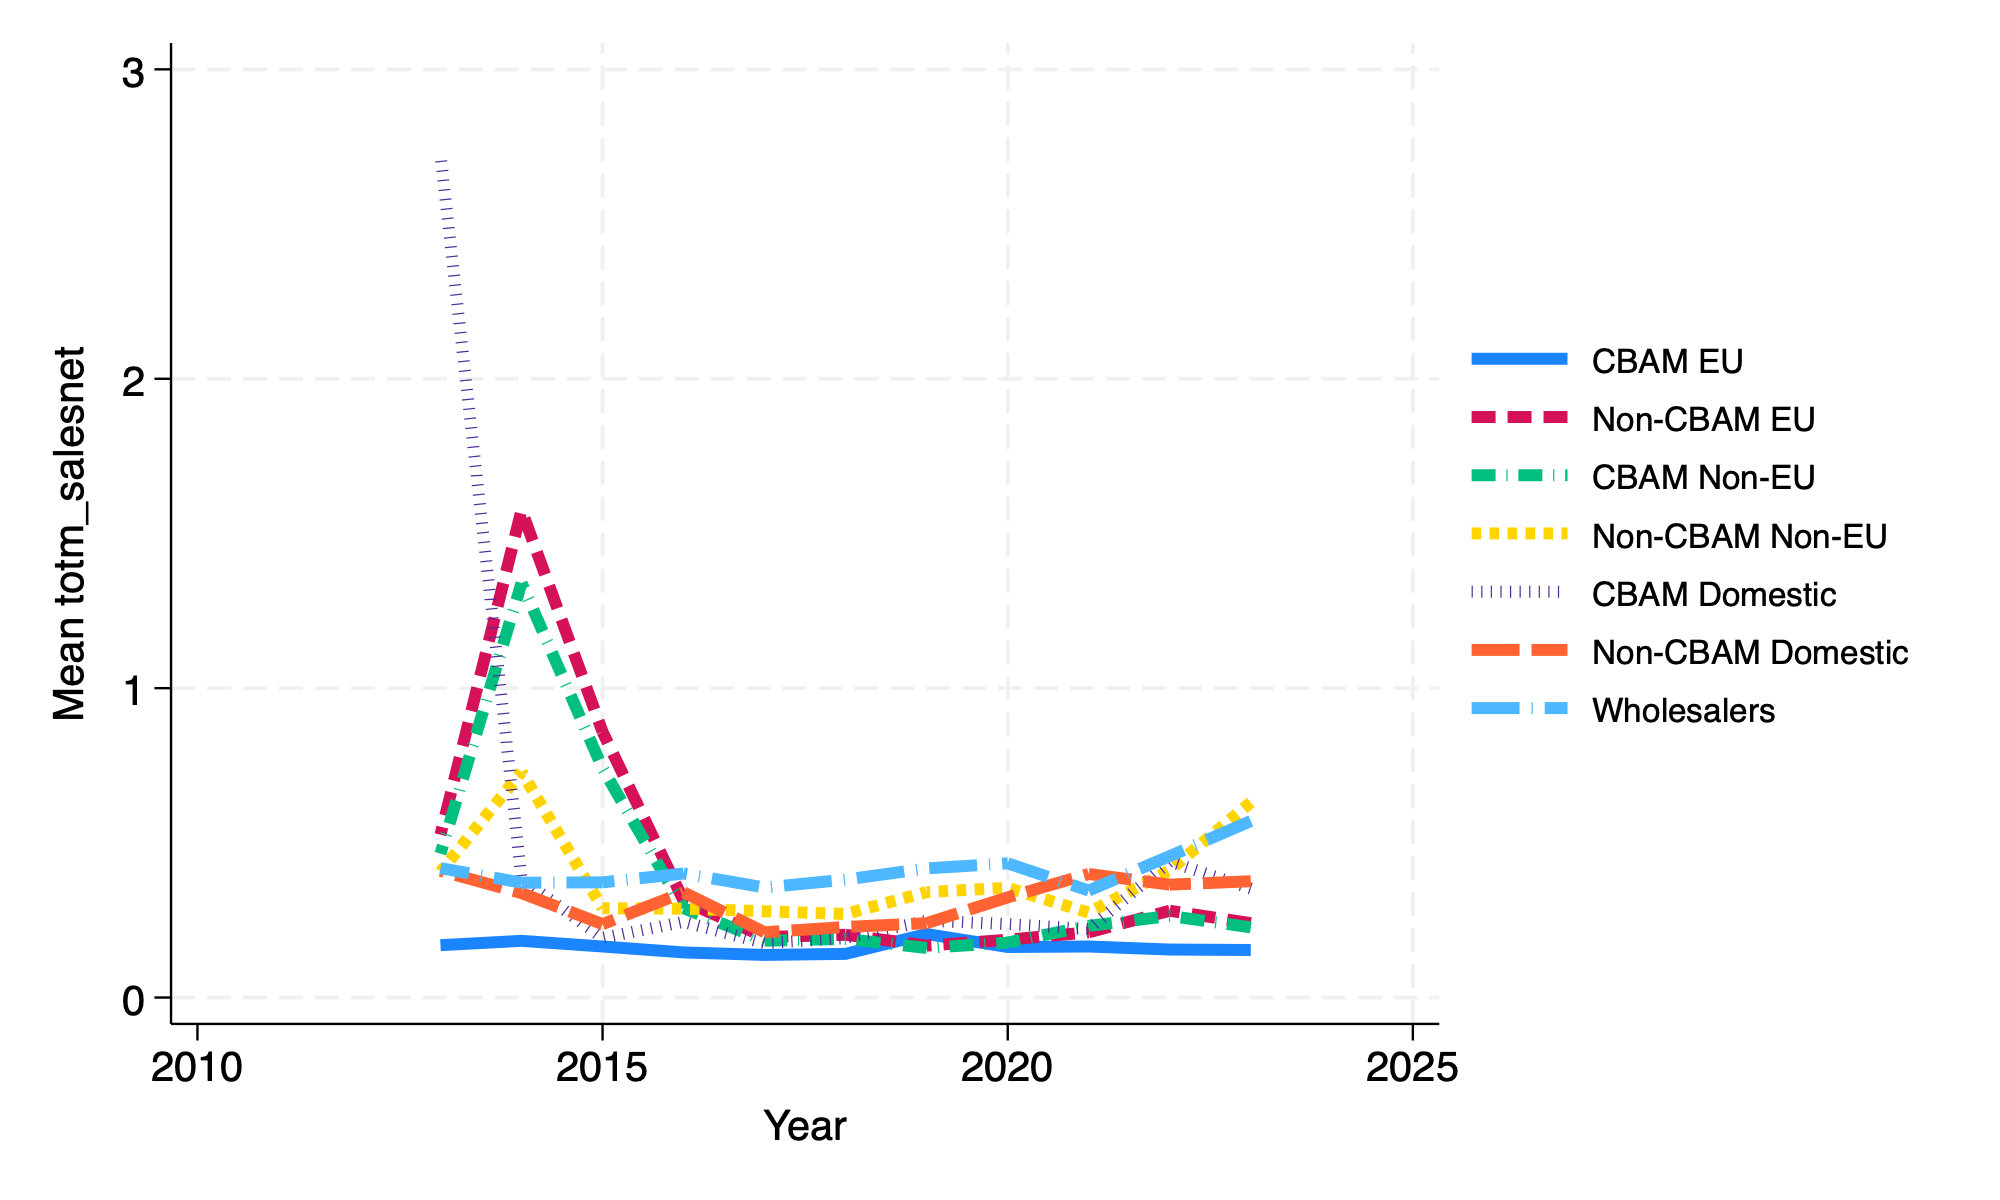 Mean totm_salesnet
3
2
1
0
2010
2015
2020
2025
Year
CBAM EU
Non-CBAM EU
CBAM Non-EU
Non-CBAM Non-EU
CBAM Domestic
Non-CBAM Domestic
Wholesalers